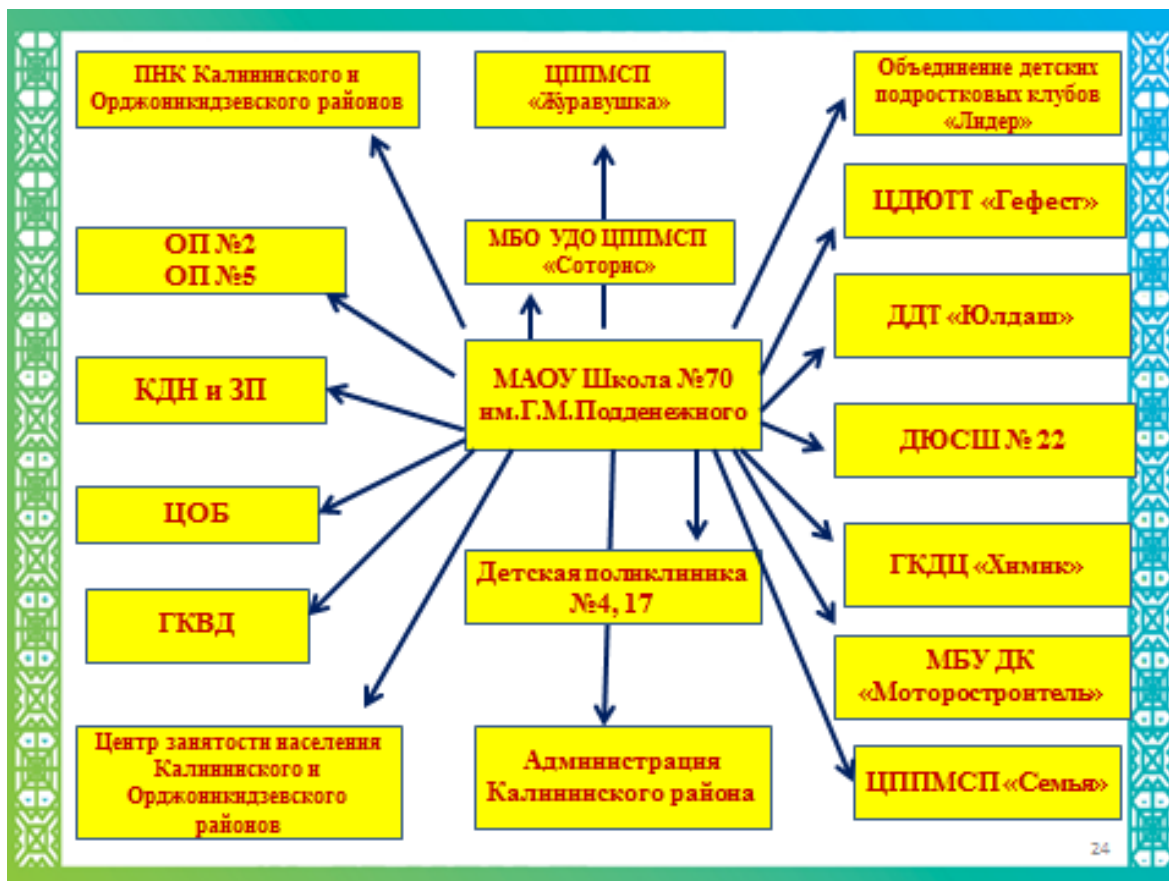 ПНК Калининского и
Орджоникидзевского районов
ЦППМСП
«Журавушка»
Объединение детских
подростковых клубов
«Лидер»
ЦДЮТТ «Гефест»
ОП №2
ОП №5
МБО УДО ЦППМСП
«Соторис»
ДДТ «Юлдаш»
КДН и ЗП
МАОУ Школа №70
им.Г.М.Подденежного
ДЮСШ № 22
ЦОБ
Детская поликлиника
№4, 17
ГКДЦ «Химик»
ГКВД
МБУ ДК
«Моторостроитель»
Центр занятости населения
Калининского и
Орджоникидзевского
районов
Администрация
Калининского района
ЦППМСП «Семья»
24